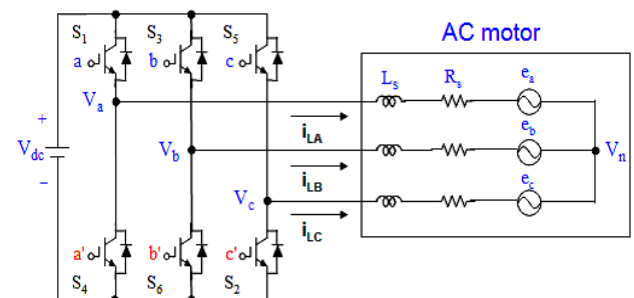 S1 S3 S5
AC motor
a b c
Ls Rs ea
Va
+
iLA
eb
Vdc
Vb
Vn
−
iLB
ec
Vc
iLC
a' b' c'
S4 S6 S2